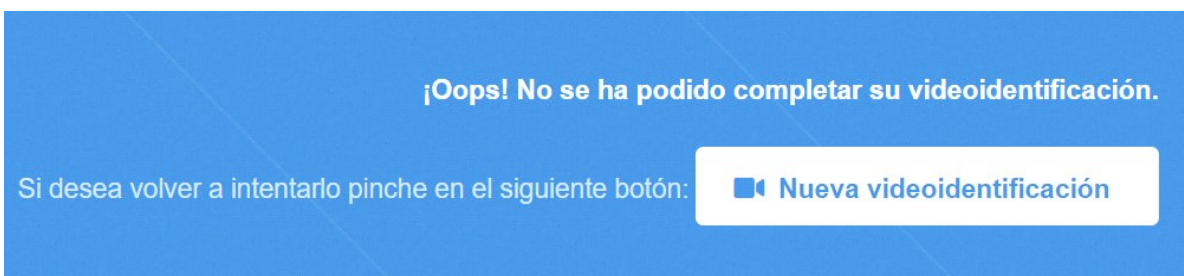 ¡Oops! No se ha podido completar su videoidentificación.
Si desea volver a intentarlo pinche en el siguiente botón: Nueva videoidentificación